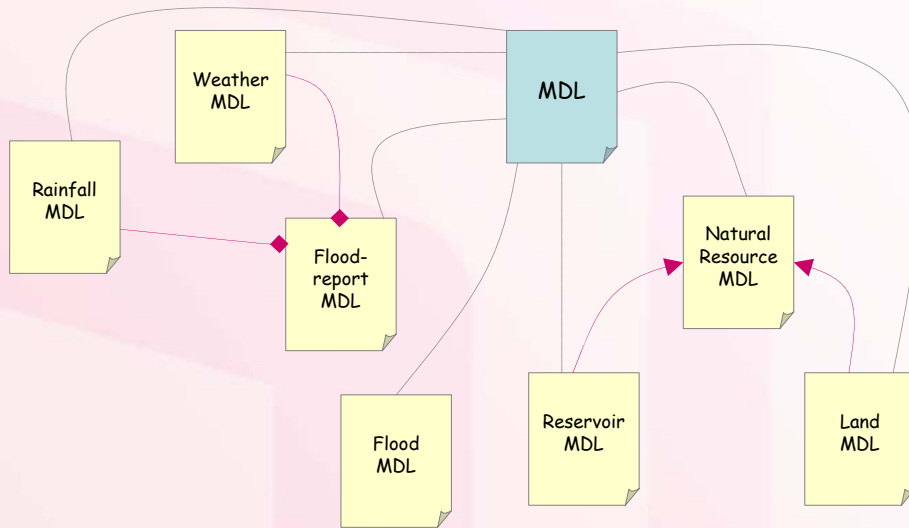 Weather
MDL
MDL
Rainfall
MDL
Flood-
report
MDL
Natural
Resource
MDL
Flood
MDL
Reservoir
MDL
Land
MDL